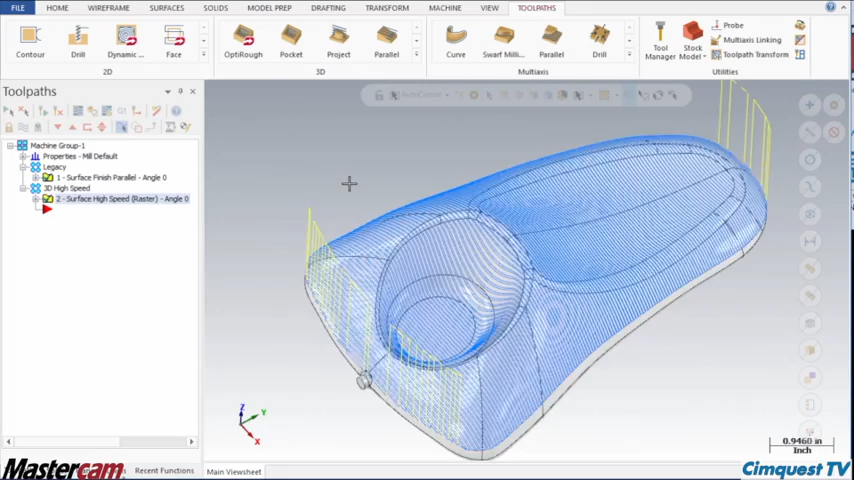 FILE HOME WIREFRAME SURFACES SOLIDS MODEL PREP DRAFTING TRANSFORM MACHINE VIEW TOOLPATHS
Contour Drill Dynamic ... Face
OptiRough Pocket Project Parallel
Curve Swarf Milli... Parallel Drill
Tool Manager Stock Model
Probe
Multiaxis Linking
Toolpath Transform
2D 3D Multiaxis Utilities
Toolpaths
AutoCursor
Machine Group-1
Properties - Mill Default
Legacy
1 - Surface Finish Parallel - Angle 0
3D High Speed
2 - Surface High Speed (Raster) - Angle 0
Z
Y
X
0.9460 in
Inch
Mastercam
Recent Functions
Main Viewsheet
Cimquest TV